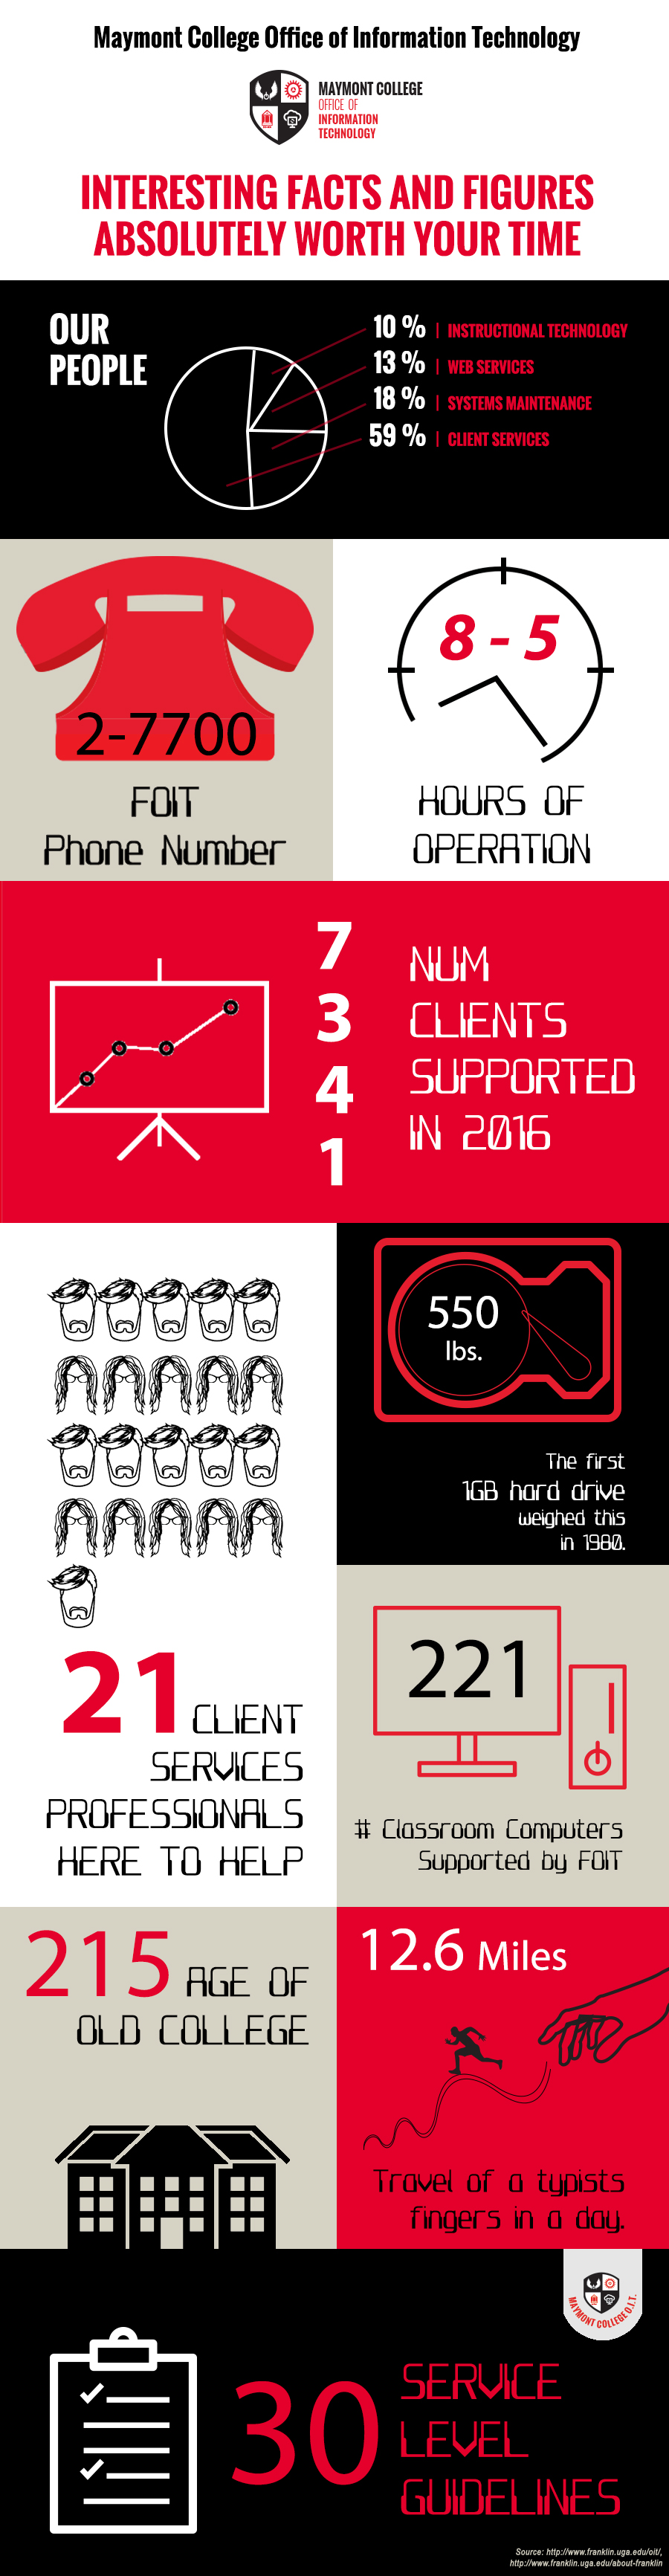 Maymont College Office of Information Technology
MAYMONT COLLEGE
OFFICE OF
INFORMATION
TECHNOLOGY
INTERESTING FACTS AND FIGURES
ABSOLUTELY WORTH YOUR TIME
OUR
PEOPLE
10 % | INSTRUCTIONAL TECHNOLOGY
13 % | WEB SERVICES
18 % | SYSTEMS MAINTENANCE
59 % | CLIENT SERVICES
2-7700
FOIT
Phone Number
8 - 5
HOURS OF
OPERATION
7
3
4
1
NUM
CLIENTS
SUPPORTED
IN 2016
550
lbs.
The first
1GB hard drive
weighed this
in 1980.
21 CLIENT
SERVICES
PROFESSIONALS
HERE TO HELP
221
# Classroom Computers
Supported by FOIT
215 AGE OF
OLD COLLEGE
12.6 Miles
Travel of a typists
fingers in a day.
MAYMONT COLLEGE O.I.T.
30
SERVICE
LEVEL
GUIDELINES
Source: http://www.franklin.uga.edu/oit/,
http://www.franklin.uga.edu/about-franklin